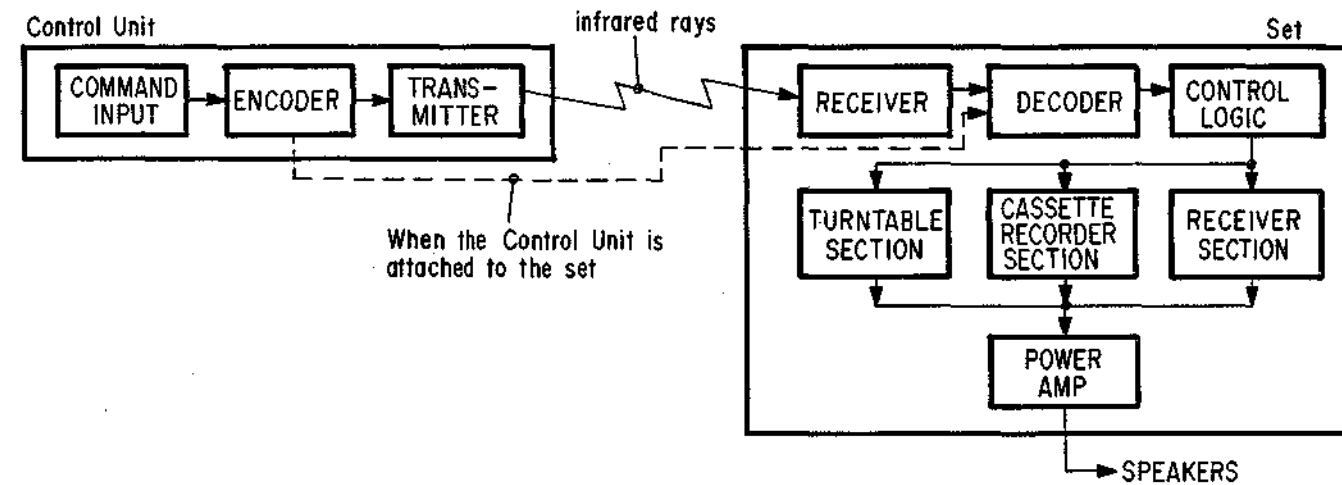 Control Unit
infrared rays
Set
COMMAND
INPUT
ENCODER
TRANS-
MITTER
RECEIVER
DECODER
CONTROL
LOGIC
When the Control Unit is
attached to the set
TURNTABLE
SECTION
CASSETTE
RECORDER
SECTION
RECEIVER
SECTION
POWER
AMP
SPEAKERS